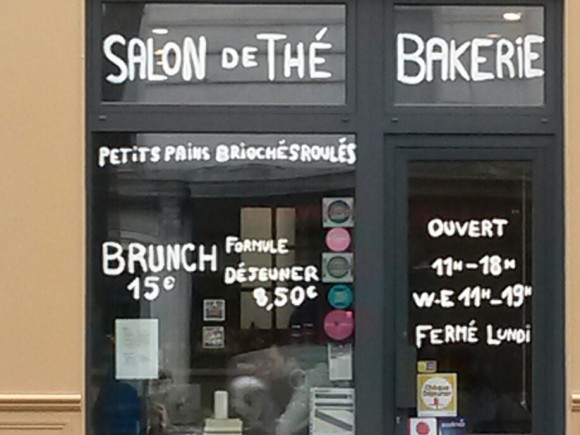 SALON DE THÉ
BAKERIE
PETITS PAINS BRIOCHÉS ROULÉS
BRUNCH
15€
FORMULE
DÉJEUNER
8,50€
OUVERT
11H-18H
W-E 11H-19H
FERMÉ LUNDI
Chèque
Déjeuner